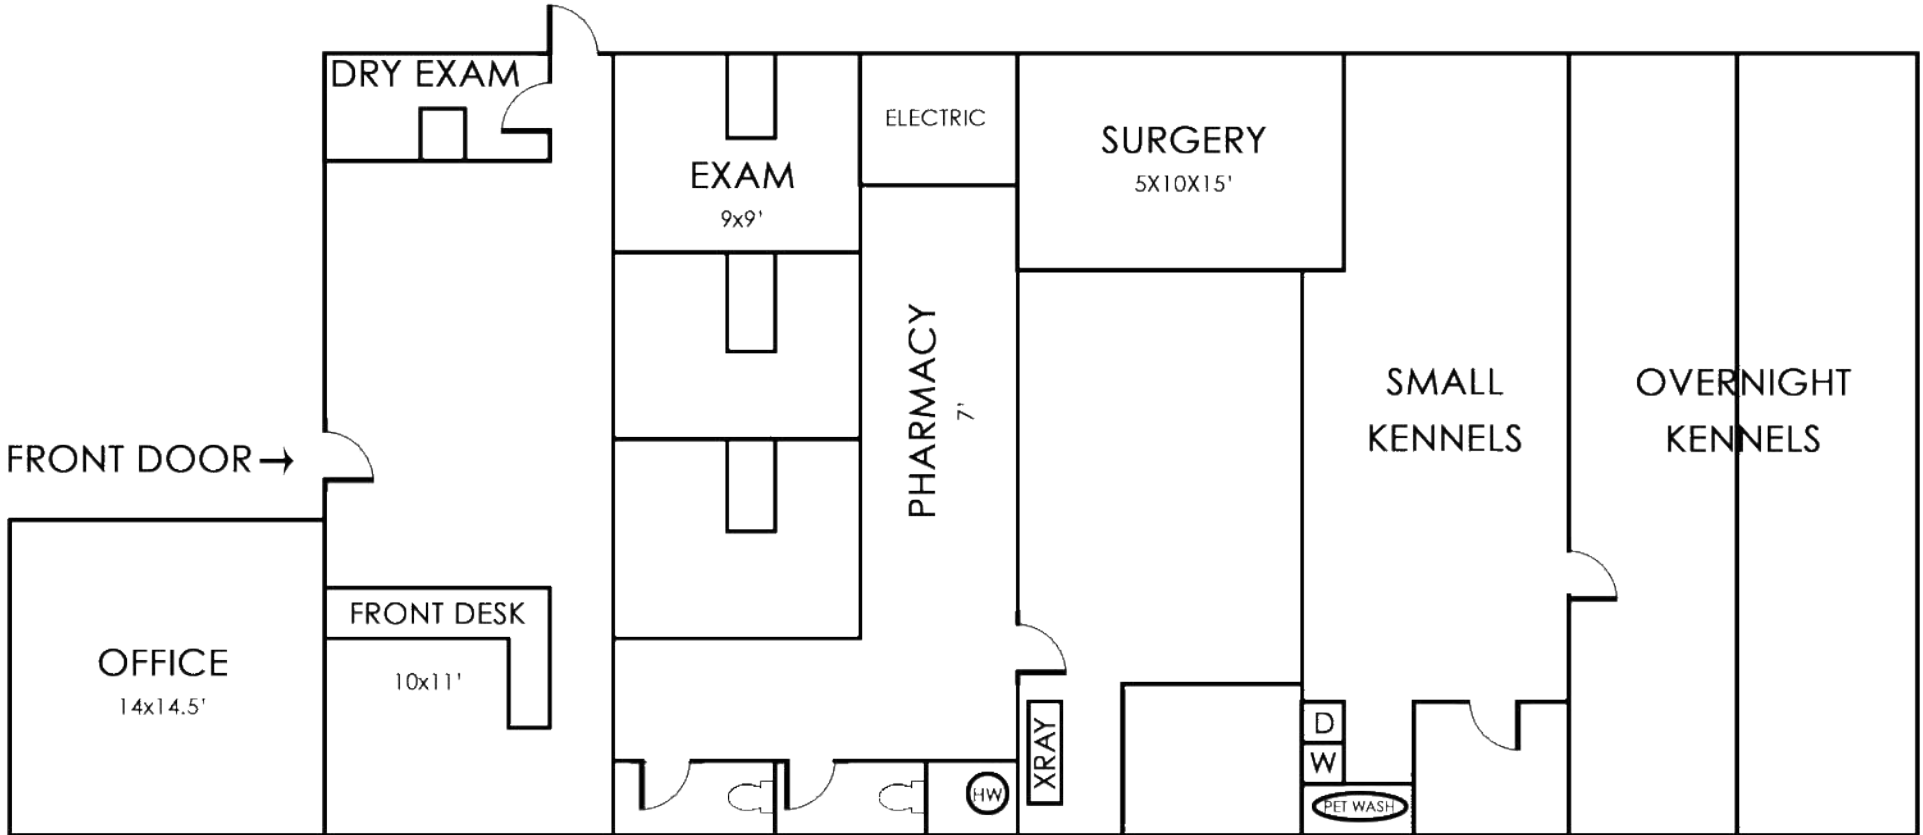 DRY EXAM
ELECTRIC
SURGERY
5X10X15'
EXAM
9x9'
PHARMACY
7'
SMALL
KENNELS
OVERNIGHT
KENNELS
FRONT DOOR→
FRONT DESK
10x11'
OFFICE
14x14.5'
XRAY
D
W
HW
PET WASH